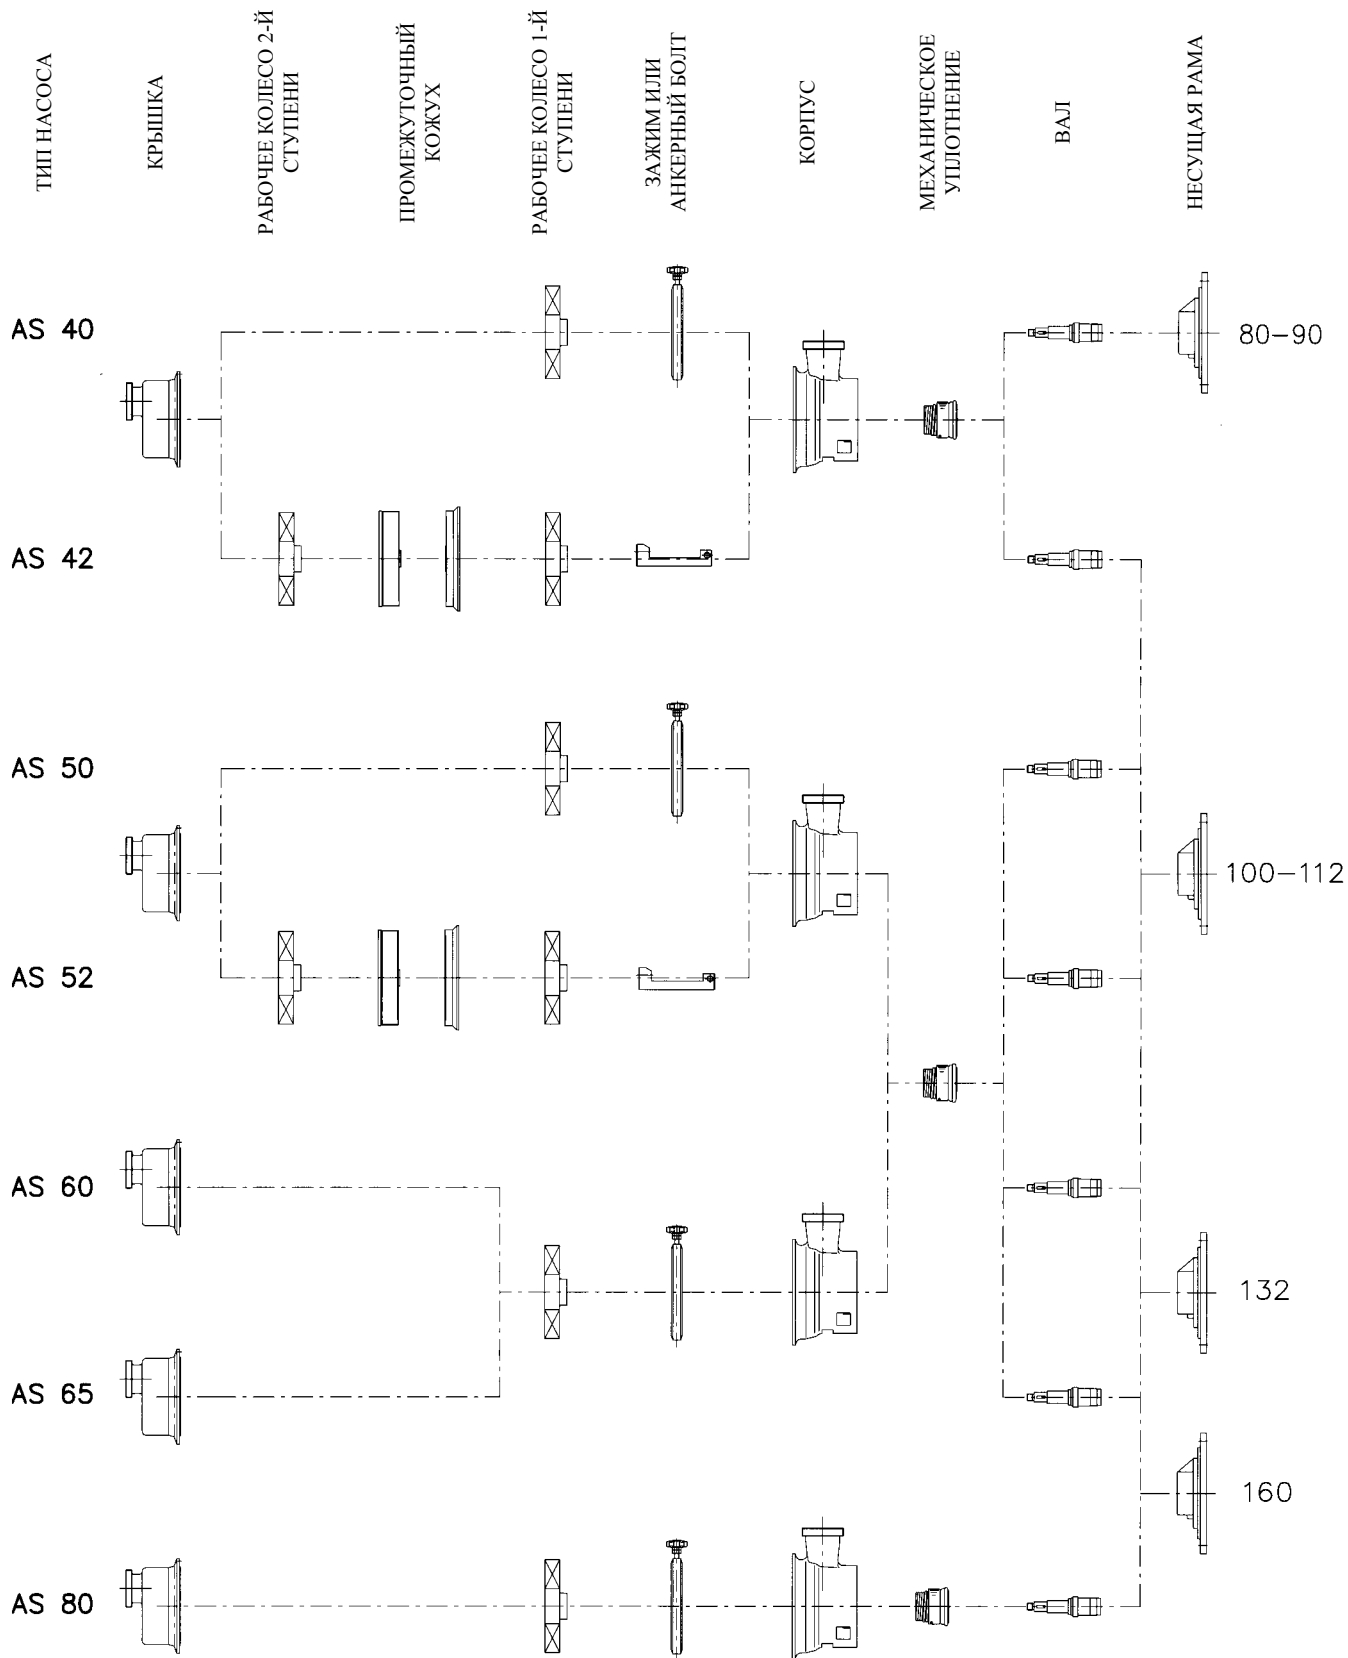 ТИП НАСОСА
КРЫШКА
РАБОЧЕЕ КОЛЕСО 2-Й
СТУПЕНИ
ПРОМЕЖУТОЧНЫЙ
КОЖУХ
РАБОЧЕЕ КОЛЕСО 1-Й
СТУПЕНИ
ЗАЖИМ ИЛИ
АНКЕРНЫЙ БОЛТ
КОРПУС
МЕХАНИЧЕСКОЕ
УПЛОТНЕНИЕ
ВАЛ
НЕСУЩАЯ РАМА
AS 40
80-90
AS 42
AS 50
100-112
AS 52
AS 60
132
AS 65
160
AS 80